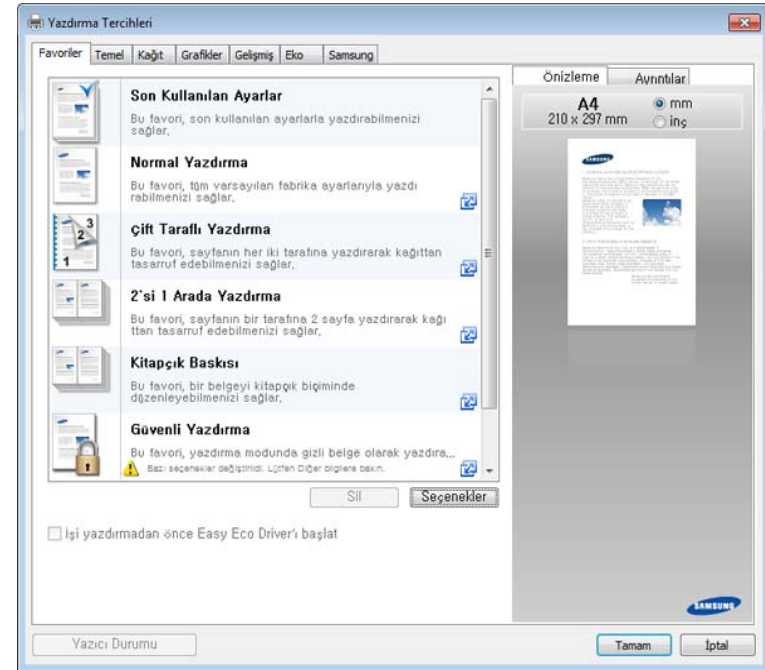 Yazdırma Tercihleri
Favoriler Temel Kağıt Grafikler Gelişmiş Eko Samsung
Son Kullanılan Ayarlar
Bu favori, son kullanılan ayarlarla yazdırabilmenizi
sağlar.
Normal Yazdırma
Bu favori, tüm varsayılan fabrika ayarlarıyla yazdı
rabilmenizi sağlar.
Çift Taraflı Yazdırma
Bu favori, sayfanın her iki tarafına yazdırarak kağıttan
tasarruf edebilmenizi sağlar.
2'si 1 Arada Yazdırma
Bu favori, sayfanın bir tarafına 2 sayfa yazdırarak kağı
ttan tasarruf edebilmenizi sağlar.
Kitapçık Baskısı
Bu favori, bir belgeyi kitapçık biçiminde
düzenleyebilmenizi sağlar.
Güvenli Yazdırma
Bu favori, yazdırma modunda gizli belge olarak yazdıra...
Bazı seçenekler değiştirildi. Lütfen Diğer bilgilere bakın.
Sil Seçenekler
İşi yazdırmadan önce Easy Eco Driver'ı başlat
Önizleme Ayrıntılar
A4
210 x 297 mm
mm
inç
SAMSUNG
SAMSUNG
Yazıcı Durumu Tamam İptal